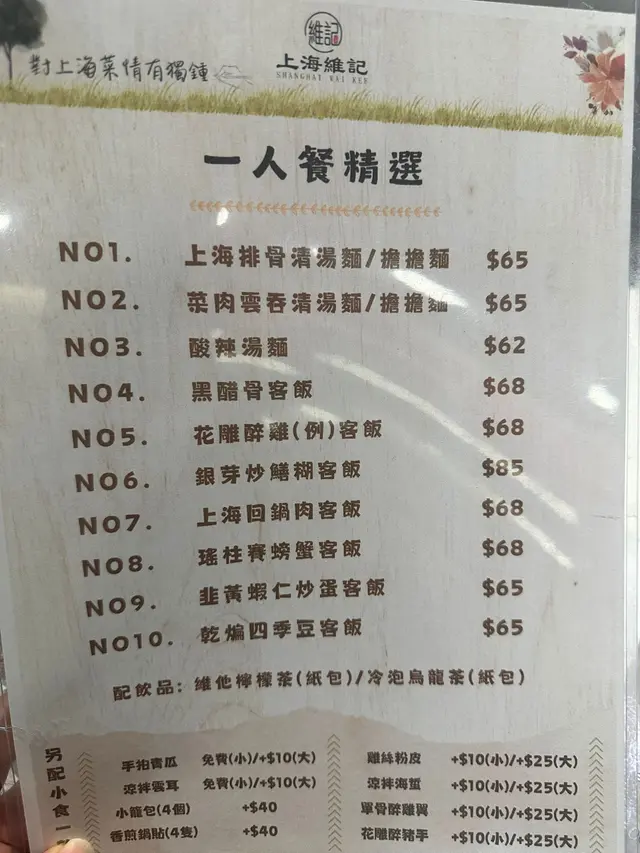 對上海菜情有獨鍾
維記
上海維記
SHANGHAI WAI KEE
一人餐精選
NO1. 上海排骨清湯麵/擔擔麵 $65
NO2. 菜肉雲吞清湯麵/擔擔麵 $65
NO3. 酸辣湯麵 $62
NO4. 黑醋骨客飯 $68
NO5. 花雕醉雞(例)客飯 $68
NO6. 銀芽炒鱔糊客飯 $85
NO7. 上海回鍋肉客飯 $68
NO8. 瑤柱賽螃蟹客飯 $68
NO9. 韭黃蝦仁炒蛋客飯 $65
NO10. 乾煸四季豆客飯 $65
配飲品: 維他檸檬茶(紙包)/冷泡烏龍茶(紙包)
另配小食一
手拍青瓜 免費(小)/+$10(大)
涼拌雲耳 免費(小)/+$10(大)
小籠包(4個) +$40
香煎鍋貼(4隻) +$40
雞絲粉皮 +$10(小)/+$25(大)
涼拌海蜇 +$10(小)/+$25(大)
單骨醉雞翼 +$10(小)/+$25(大)
花雕醉豬手 +$10(小)/+$25(大)